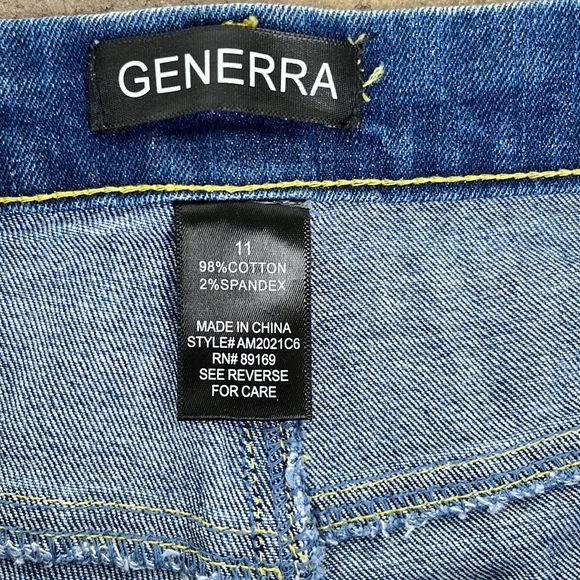 GENERRA
11
98%COTTON
2%SPANDEX
MADE IN CHINA
STYLE# AM2021C6
RN# 89169
SEE REVERSE
FOR CARE